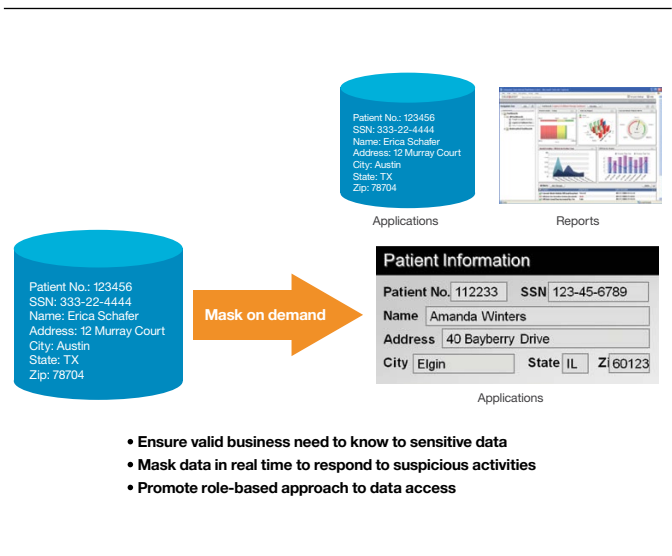 Patient No.: 123456
SSN: 333-22-4444
Name: Erica Schafer
Address: 12 Murray Court
City: Austin
State: TX
Zip: 78704
Applications
Reports
Patient No.: 123456
SSN: 333-22-4444
Name: Erica Schafer
Address: 12 Murray Court
City: Austin
State: TX
Zip: 78704
Mask on demand
Patient Information
Patient No. 112233 SSN 123-45-6789
Name Amanda Winters
Address 40 Bayberry Drive
City Elgin State IL Zi 60123
Applications
• Ensure valid business need to know to sensitive data
• Mask data in real time to respond to suspicious activities
• Promote role-based approach to data access